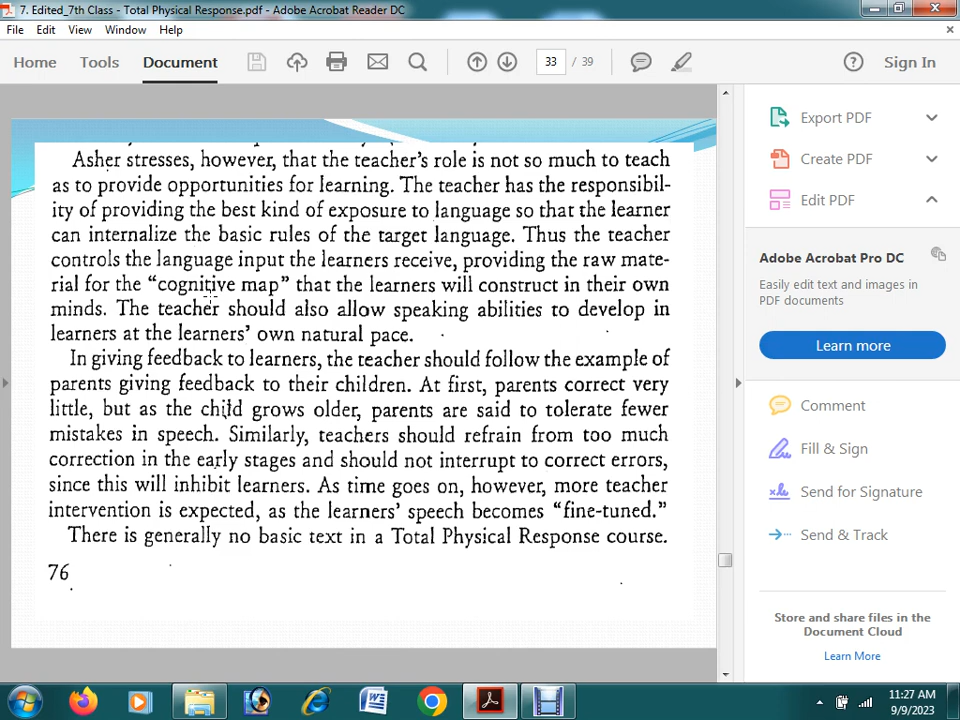 7. Edited_7th Class - Total Physical Response.pdf - Adobe Acrobat Reader DC
File Edit View Window Help
Home Tools Document 33 / 39 Sign In
Export PDF
Create PDF
Edit PDF
Adobe Acrobat Pro DC
Easily edit text and images in
PDF documents
Learn more
Comment
Fill & Sign
Send for Signature
Send & Track
Store and share files in the
Document Cloud
Learn More
Asher stresses, however, that the teacher's role is not so much to teach
as to provide opportunities for learning. The teacher has the responsibil-
ity of providing the best kind of exposure to language so that the learner
can internalize the basic rules of the target language. Thus the teacher
controls the language input the learners receive, providing the raw mate-
rial for the "cognitive map" that the learners will construct in their own
minds. The teacher should also allow speaking abilities to develop in
learners at the learners' own natural pace.
In giving feedback to learners, the teacher should follow the example of
parents giving feedback to their children. At first, parents correct very
little, but as the child grows older, parents are said to tolerate fewer
mistakes in speech. Similarly, teachers should refrain from too much
correction in the early stages and should not interrupt to correct errors,
since this will inhibit learners. As time goes on, however, more teacher
intervention is expected, as the learners' speech becomes "fine-tuned."
There is generally no basic text in a Total Physical Response course.
76
11:27 AM
9/9/2023